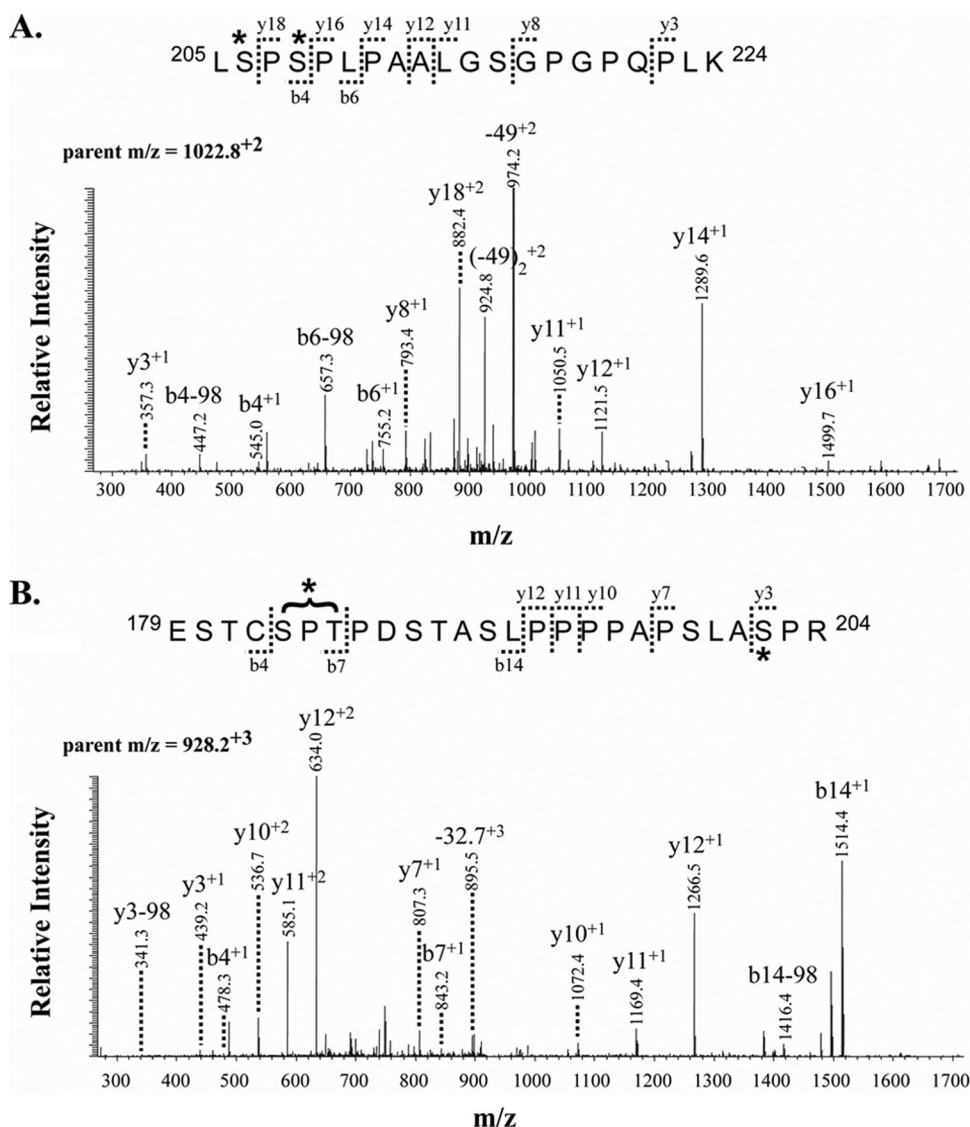 A.
y18 y16 y14 y12 y11 y8 y3
* *
205 L S P S P L P A A L G S G P G P Q P L K 224
b4 b6
parent m/z = 1022.8+2
-49+2
974.2
y18+2
882.4
(-49)2+2
924.8
y14+1
1289.6
y8+1
793.4
b6-98
657.3
y11+1
1050.5
y12+1
1121.5
y3+1
357.3
b4-98
447.2
b4+1
545.0
b6+1
755.2
y16+1
1499.7
Relative Intensity
300 400 500 600 700 800 900 1000 1100 1200 1300 1400 1500 1600 1700
m/z
B.
*
y12 y11 y10 y7 y3
179 E S T C S P T P D S T A S L P P P P A P S L A S P R 204
b4 b7 b14 *
parent m/z = 928.2+3
y12+2
634.0
b14+1
1514.4
y10+2
536.7
-32.7+3
895.5
y12+1
1266.5
y3+1
439.2
y11+2
585.1
y7+1
807.3
y3-98
341.3
b4+1
478.3
b7+1
843.2
y10+1
1072.4
y11+1
1169.4
b14-98
1416.4
Relative Intensity
300 400 500 600 700 800 900 1000 1100 1200 1300 1400 1500 1600 1700
m/z